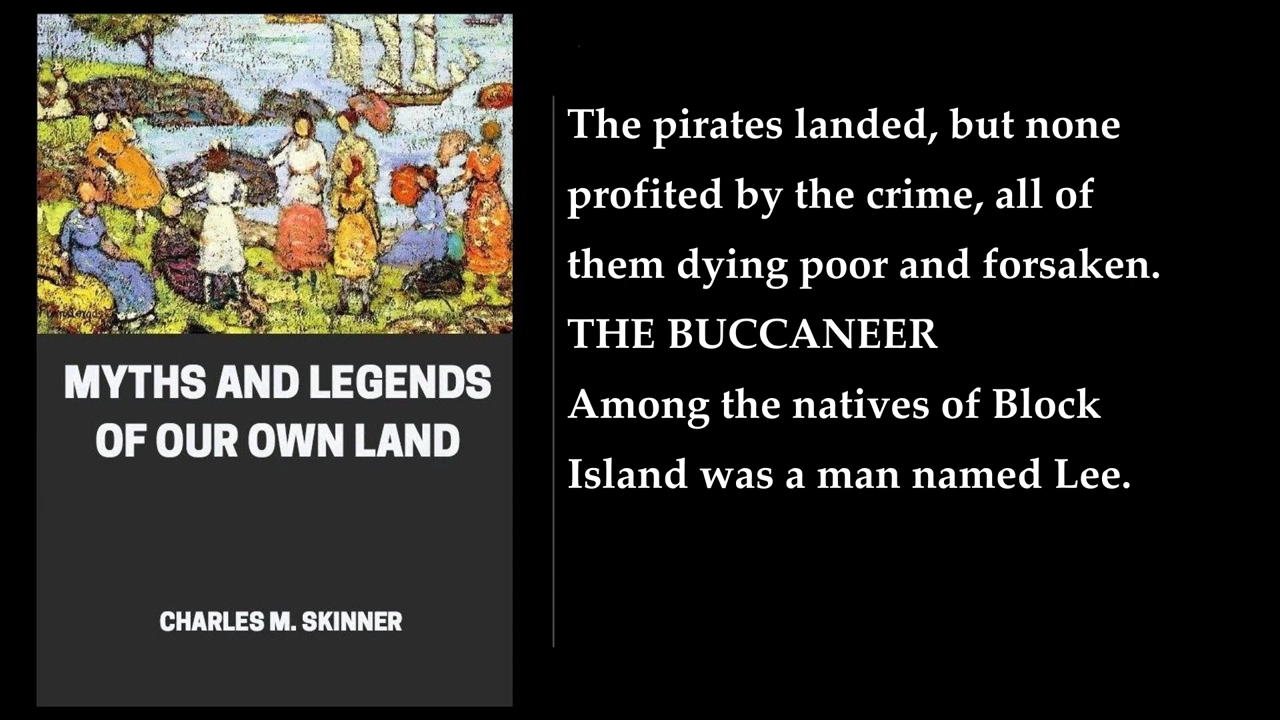 MYTHS AND LEGENDS
OF OUR OWN LAND
CHARLES M. SKINNER
The pirates landed, but none
profited by the crime, all of
them dying poor and forsaken.
THE BUCCANEER
Among the natives of Block
Island was a man named Lee.